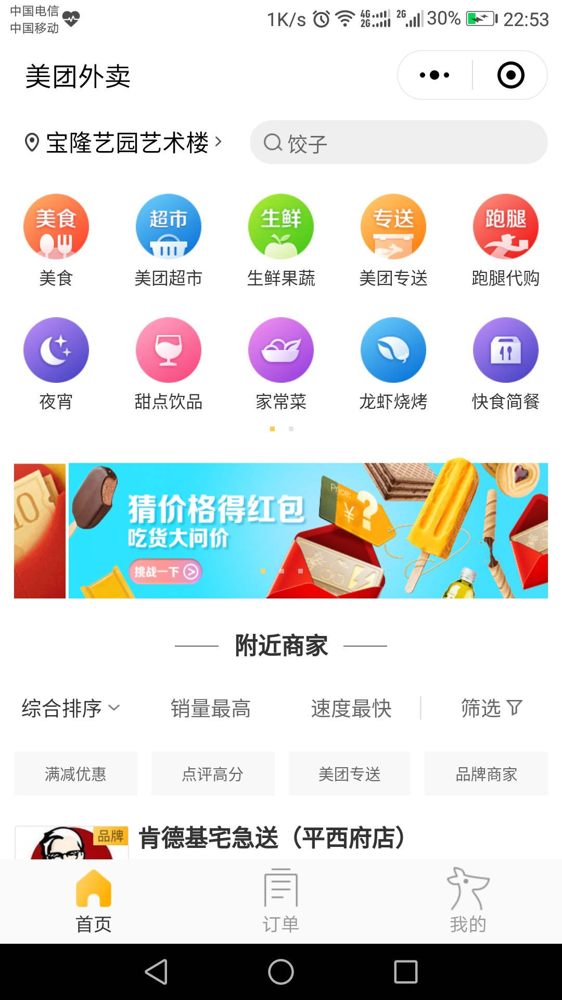 中国电信
中国移动
1K/s 4G 2G 2G 30% 22:53
美团外卖
宝隆艺园艺术楼
饺子
美食 超市 生鲜 专送 跑腿
美食 美团超市 生鲜果蔬 美团专送 跑腿代购
夜宵 甜点饮品 家常菜 龙虾烧烤 快食简餐
10
猜价格得红包
吃货大问价
挑战一下
Price:
¥?
附近商家
综合排序 销量最高 速度最快 筛选
满减优惠 点评高分 美团专送 品牌商家
品牌
肯德基宅急送（平西府店）
首页 订单 我的